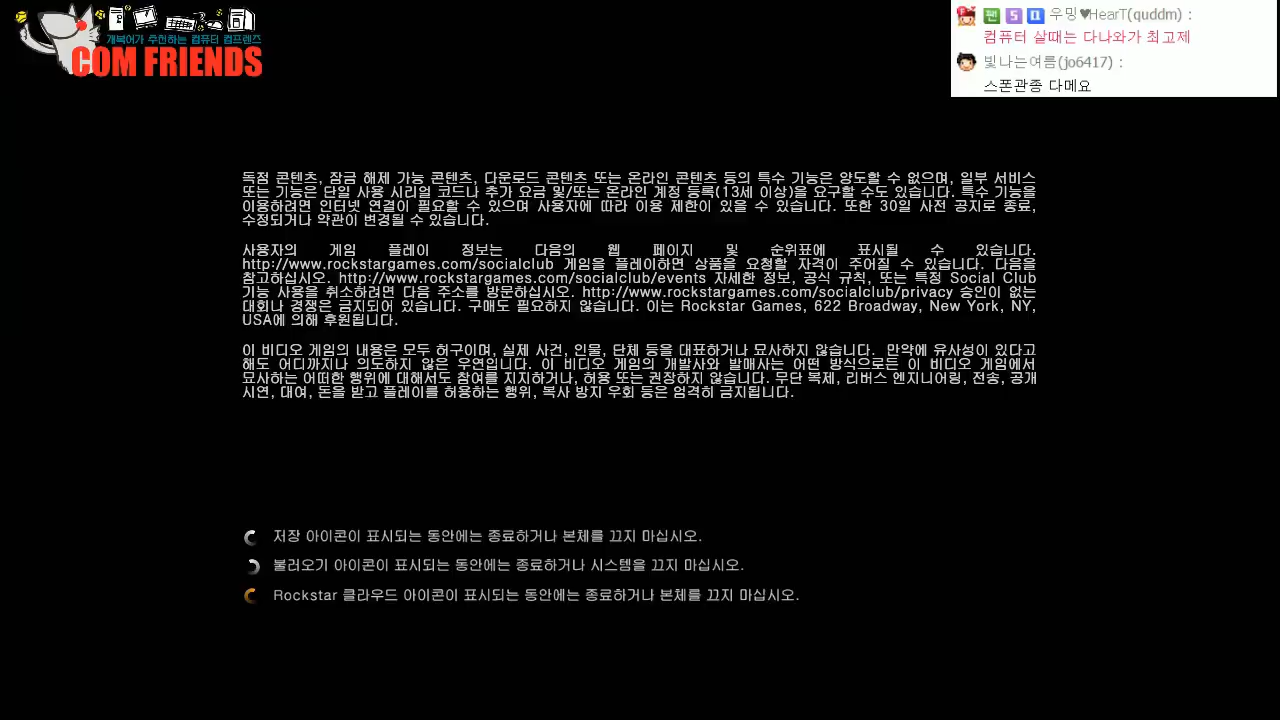 개복어가 추천하는 컴퓨터 컴프렌즈
COM FRIENDS
팬 S Q 우밍♥HearT(quddm) :
컴퓨터 살때는 다나와가 최고제
빛나는여름(jo6417) :
스폰관종 다메요
독점 콘텐츠, 잠금 해제 가능 콘텐츠, 다운로드 콘텐츠 또는 온라인 콘텐츠 등의 특수 기능은 양도할 수 없으며, 일부 서비스
또는 기능은 단일 사용 시리얼 코드나 추가 요금 및/또는 온라인 계정 등록(13세 이상)을 요구할 수도 있습니다. 특수 기능을
이용하려면 인터넷 연결이 필요할 수 있으며 사용자에 따라 이용 제한이 있을 수 있습니다. 또한 30일 사전 공지로 종료,
수정되거나 약관이 변경될 수 있습니다.
사용자의 게임 플레이 정보는 다음의 웹 페이지 및 순위표에 표시될 수 있습니다.
http://www.rockstargames.com/socialclub 게임을 플레이하면 상품을 요청할 자격이 주어질 수 있습니다. 다음을
참고하십시오. http://www.rockstargames.com/socialclub/events 자세한 정보, 공식 규칙, 또는 특정 Social Club
기능 사용을 취소하려면 다음 주소를 방문하십시오. http://www.rockstargames.com/socialclub/privacy 승인이 없는
대회나 경쟁은 금지되어 있습니다. 구매도 필요하지 않습니다. 이는 Rockstar Games, 622 Broadway, New York, NY,
USA에 의해 후원됩니다.
이 비디오 게임의 내용은 모두 허구이며, 실제 사건, 인물, 단체 등을 대표하거나 묘사하지 않습니다. 만약에 유사성이 있다고
해도 어디까지나 의도하지 않은 우연입니다. 이 비디오 게임의 개발사와 발매사는 어떤 방식으로든 이 비디오 게임에서
묘사하는 어떠한 행위에 대해서도 참여를 지지하거나, 허용 또는 권장하지 않습니다. 무단 복제, 리버스 엔지니어링, 전송, 공개
시연, 대여, 돈을 받고 플레이를 허용하는 행위, 복사 방지 우회 등은 엄격히 금지됩니다.
저장 아이콘이 표시되는 동안에는 종료하거나 본체를 끄지 마십시오.
불러오기 아이콘이 표시되는 동안에는 종료하거나 시스템을 끄지 마십시오.
Rockstar 클라우드 아이콘이 표시되는 동안에는 종료하거나 본체를 끄지 마십시오.